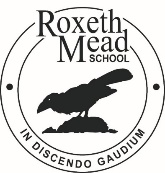 Roxeth
Mead
SCHOOL
IN DISCENDO GAUDIUM